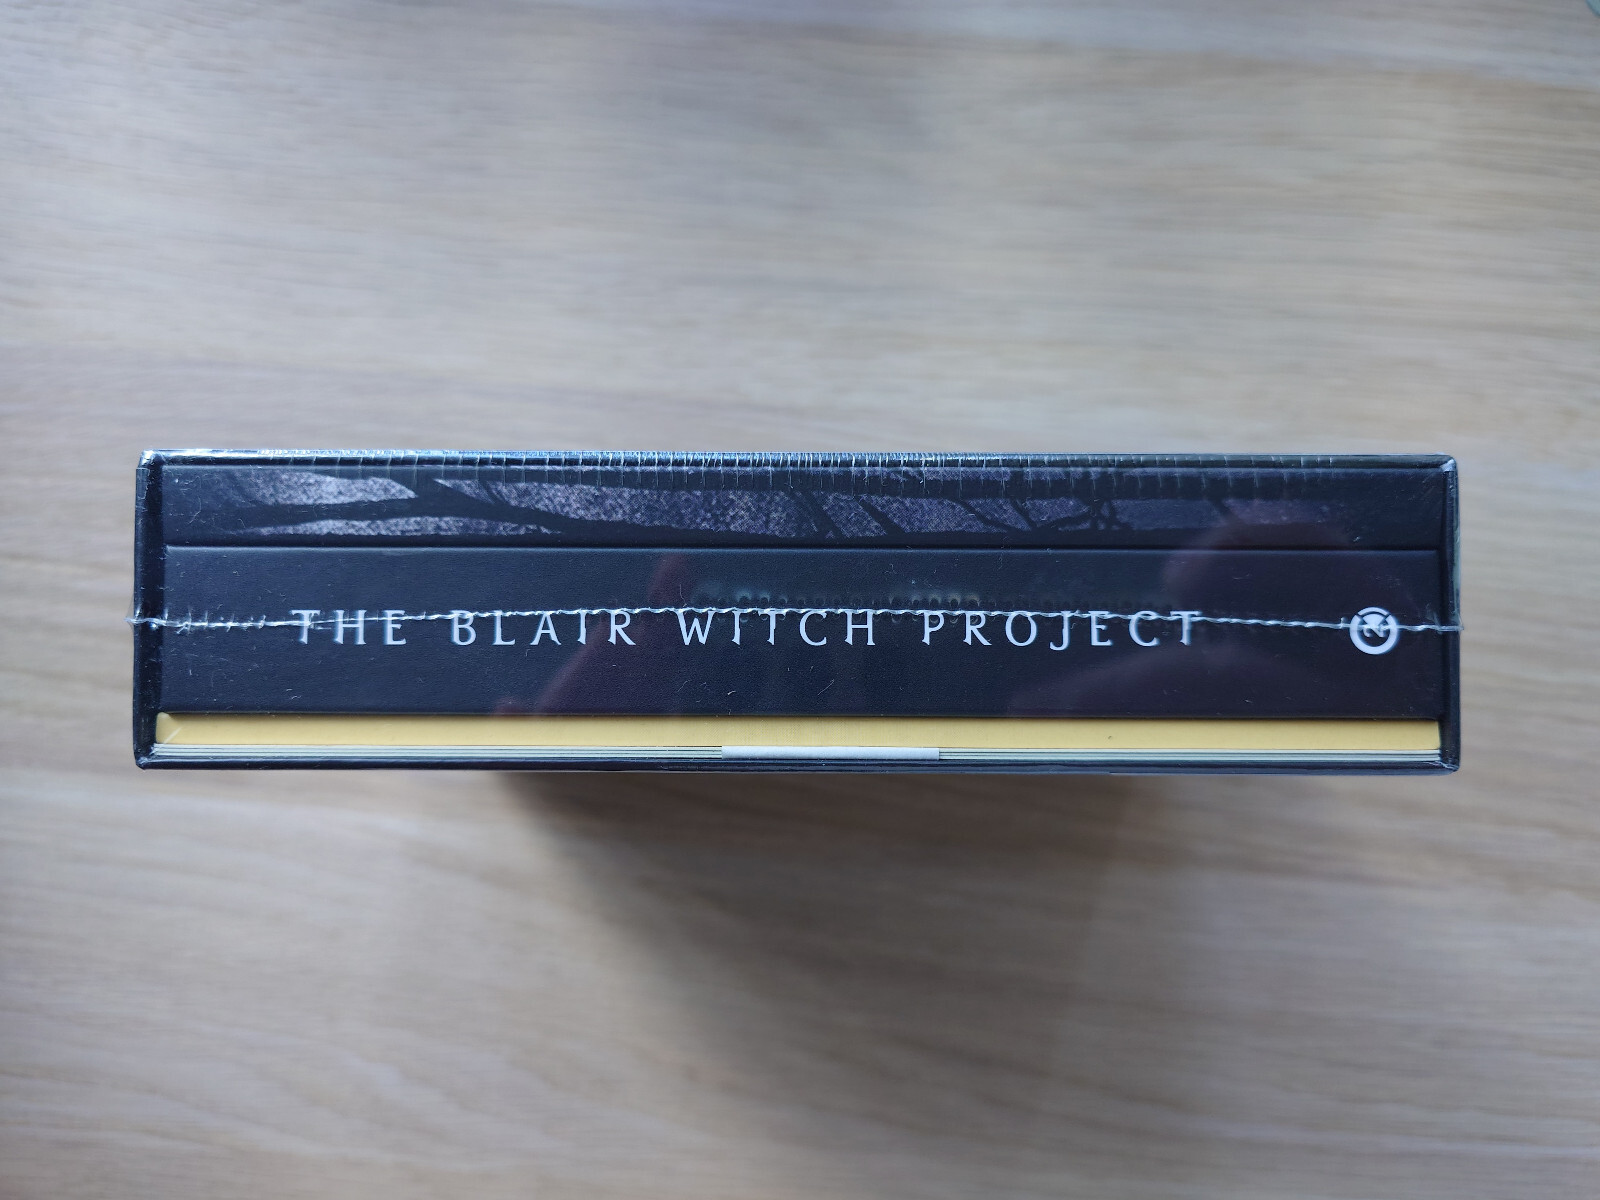 THE BLAIR WITCH PROJECT